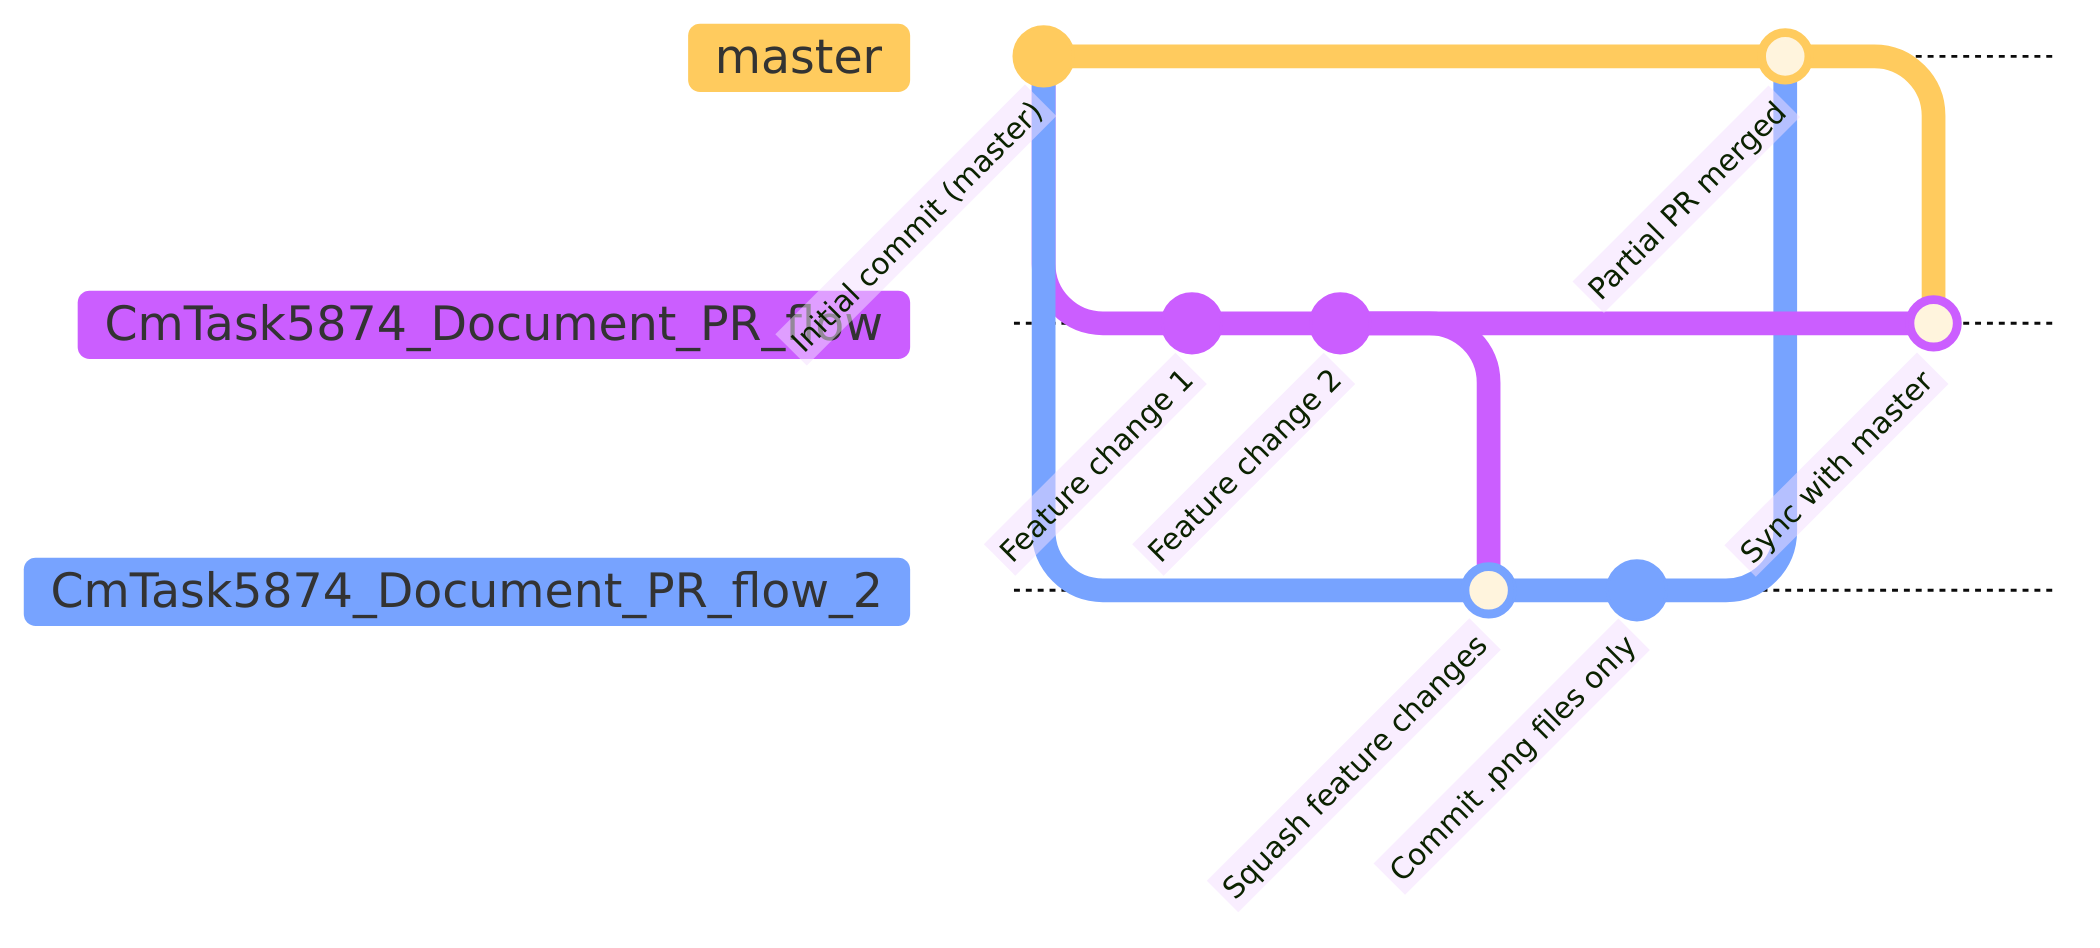 master
Initial commit (master)
Partial PR merged
CmTask5874_Document_PR_flow
Feature change 1
Feature change 2
Sync with master
CmTask5874_Document_PR_flow_2
Squash feature changes
Commit .png files only